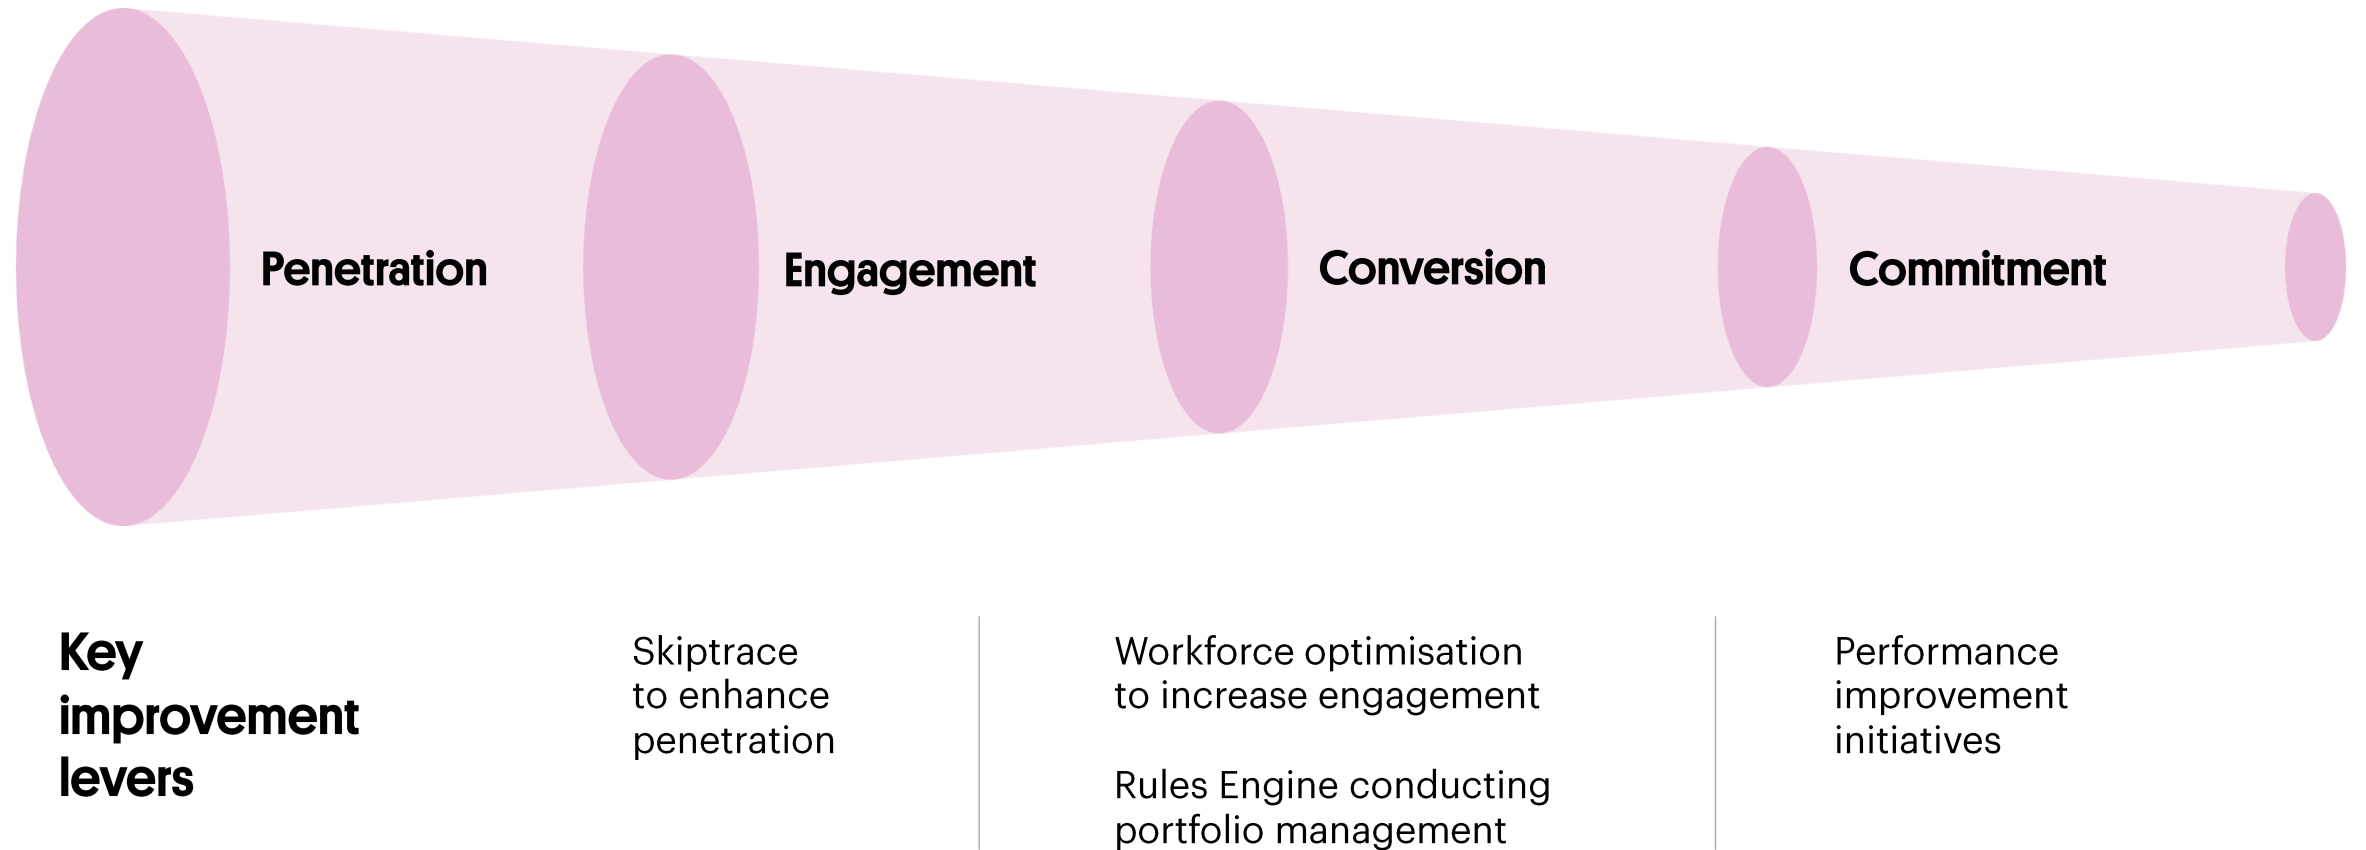 Penetration
Engagement
Conversion
Commitment
Key
improvement
levers
Skiptrace
to enhance
penetration
Workforce optimisation
to increase engagement
Rules Engine conducting
portfolio management
Performance
improvement
initiatives